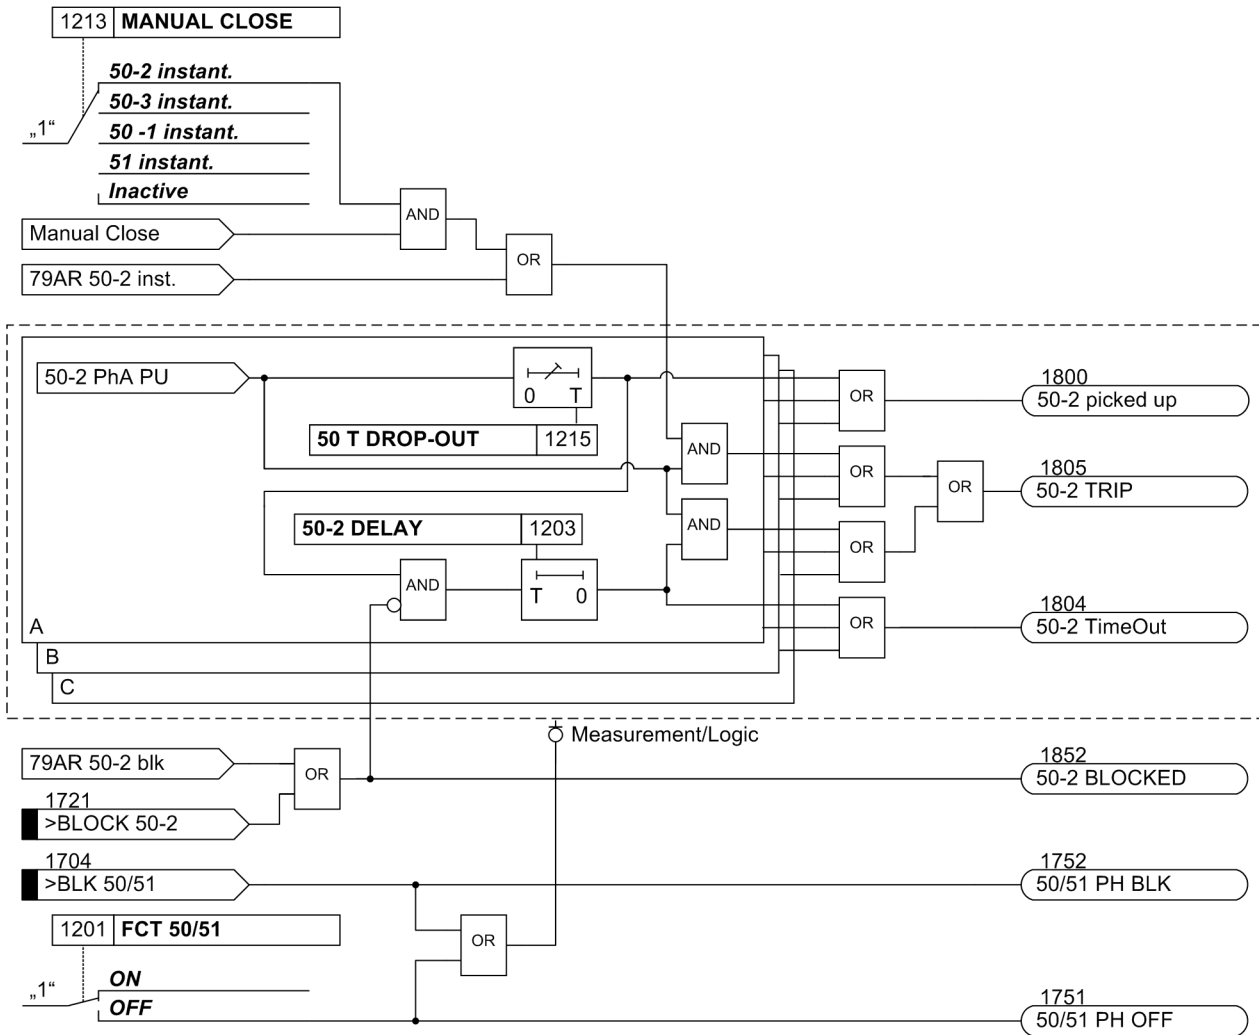 1213 MANUAL CLOSE
50-2 instant.
50-3 instant.
„1“
50 -1 instant.
51 instant.
Inactive
AND
Manual Close
OR
79AR 50-2 inst.
50-2 PhA PU
0 T
50 T DROP-OUT 1215
OR
1800
50-2 picked up
AND
OR
OR
1805
50-2 TRIP
50-2 DELAY 1203
AND
OR
AND
T 0
OR
1804
50-2 TimeOut
A
B
C
Measurement/Logic
79AR 50-2 blk
OR
1852
50-2 BLOCKED
1721
>BLOCK 50-2
1704
>BLK 50/51
1752
50/51 PH BLK
1201 FCT 50/51
OR
ON
„1“
OFF
1751
50/51 PH OFF